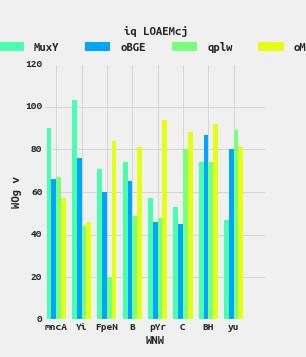 iq LOAEMcj
MuxY oBGE qplw oM
120
100
80
60
40
20
0
WOg v
mncA Yi FpeN B pYr C BH yu
WNW